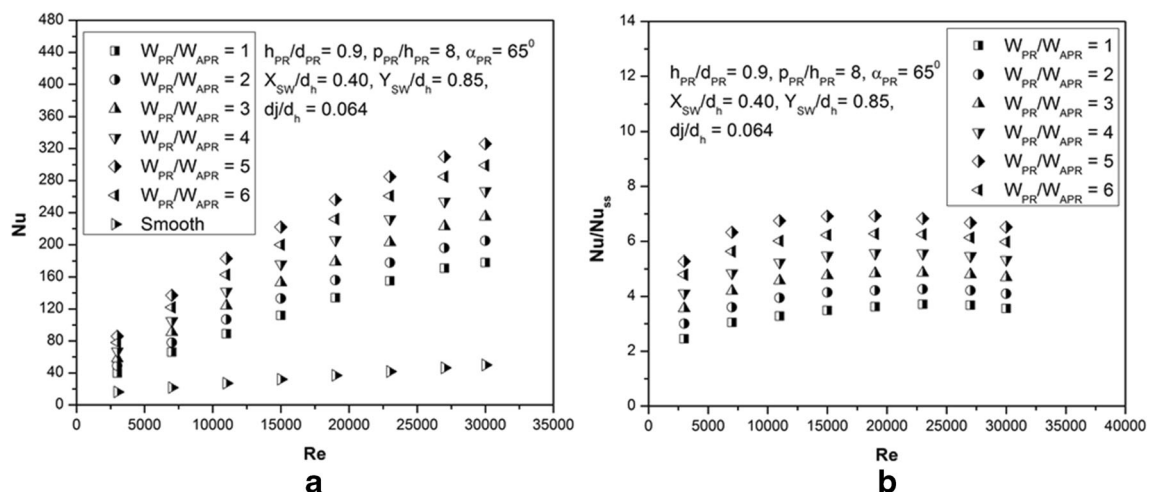 480
440
400
360
320
280
240
200
160
120
80
40
0
Nu
W_PR/W_APR = 1
W_PR/W_APR = 2
W_PR/W_APR = 3
W_PR/W_APR = 4
W_PR/W_APR = 5
W_PR/W_APR = 6
Smooth
h_PR/d_PR = 0.9, p_PR/h_PR = 8, α_PR = 65⁰
X_SW/d_h = 0.40, Y_SW/d_h = 0.85,
dj/d_h = 0.064
0 5000 10000 15000 20000 25000 30000 35000
Re
a
14
12
10
8
6
4
2
0
Nu/Nu_ss
h_PR/d_PR = 0.9, p_PR/h_PR = 8, α_PR = 65⁰
X_SW/d_h = 0.40, Y_SW/d_h = 0.85,
dj/d_h = 0.064
W_PR/W_APR = 1
W_PR/W_APR = 2
W_PR/W_APR = 3
W_PR/W_APR = 4
W_PR/W_APR = 5
W_PR/W_APR = 6
0 5000 10000 15000 20000 25000 30000 35000 40000
Re
b